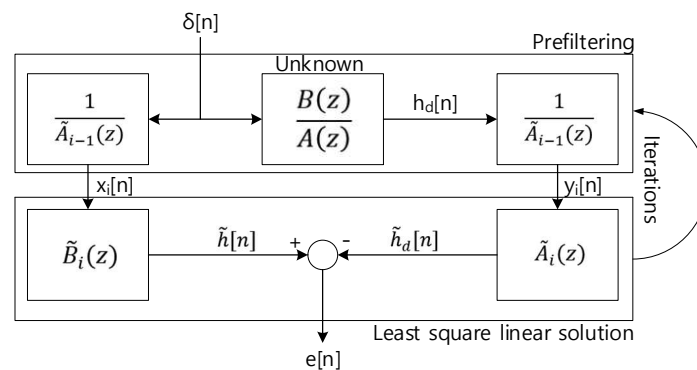 δ[n]
Prefiltering
Unknown
1
Ã_{i−1}(z)
B(z)
A(z)
h_d[n]
1
Ã_{i−1}(z)
x_i[n]
y_i[n]
Iterations
B̃_i(z)
h̃[n]
+
-
h̃_d[n]
Ã_i(z)
Least square linear solution
e[n]